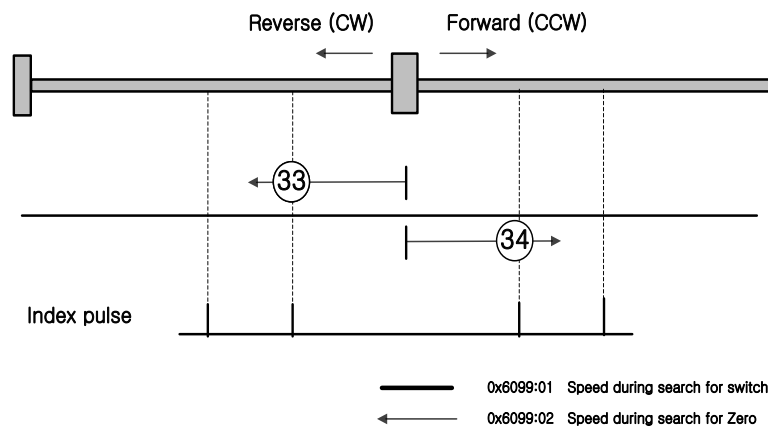 Reverse (CW) Forward (CCW)
33
34
Index pulse
0x6099:01 Speed during search for switch
0x6099:02 Speed during search for Zero